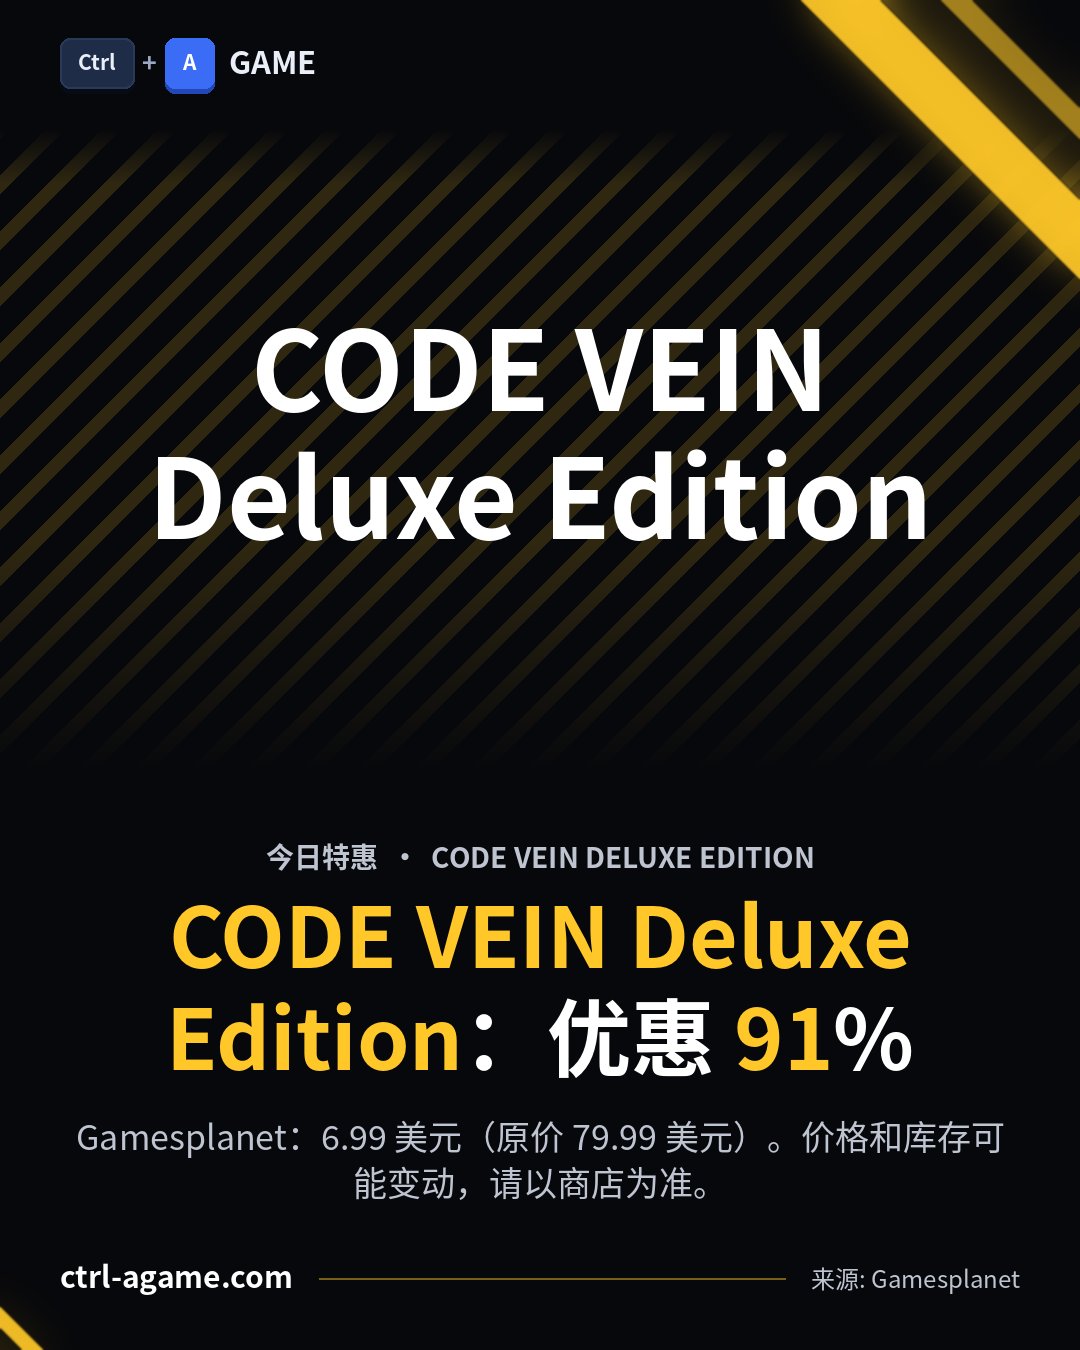 Ctrl + A GAME
CODE VEIN
Deluxe Edition
今日特惠 • CODE VEIN DELUXE EDITION
CODE VEIN Deluxe
Edition：优惠 91%
Gamesplanet：6.99 美元（原价 79.99 美元）。价格和库存可
能变动，请以商店为准。
ctrl-agame.com
来源: Gamesplanet